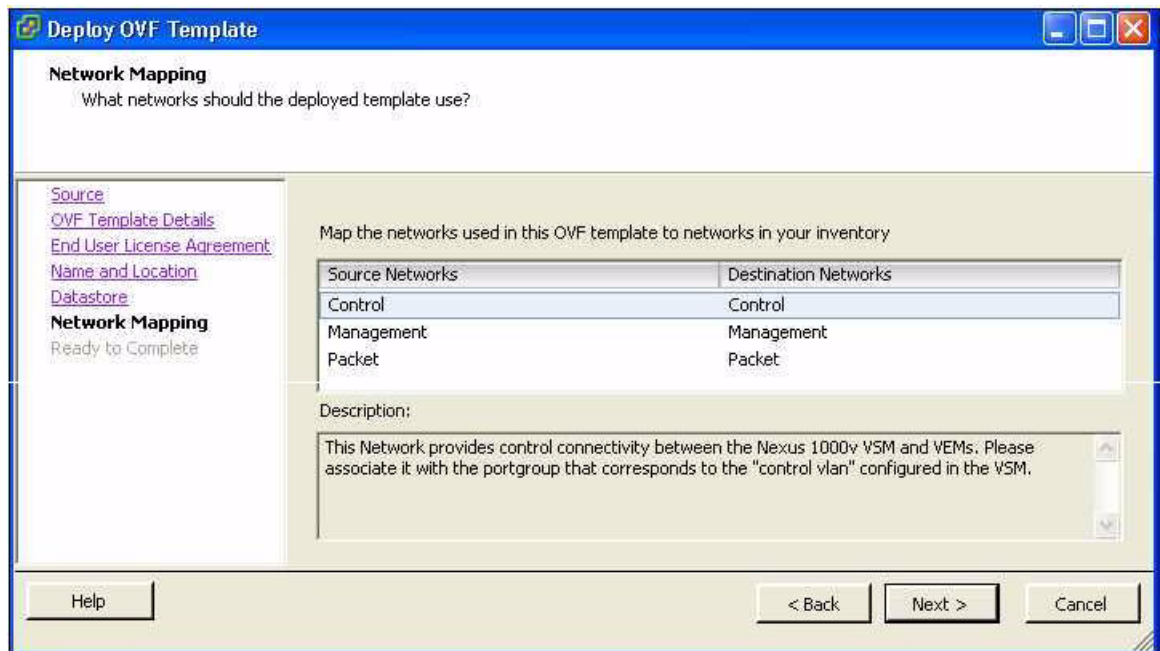 Deploy OVF Template
Network Mapping
What networks should the deployed template use?
Source
OVF Template Details
End User License Agreement
Name and Location
Datastore
Network Mapping
Ready to Complete
Map the networks used in this OVF template to networks in your inventory
Source Networks Destination Networks
Control Control
Management Management
Packet Packet
Description:
This Network provides control connectivity between the Nexus 1000v VSM and VEMs. Please
associate it with the portgroup that corresponds to the "control vlan" configured in the VSM.
Help < Back Next > Cancel